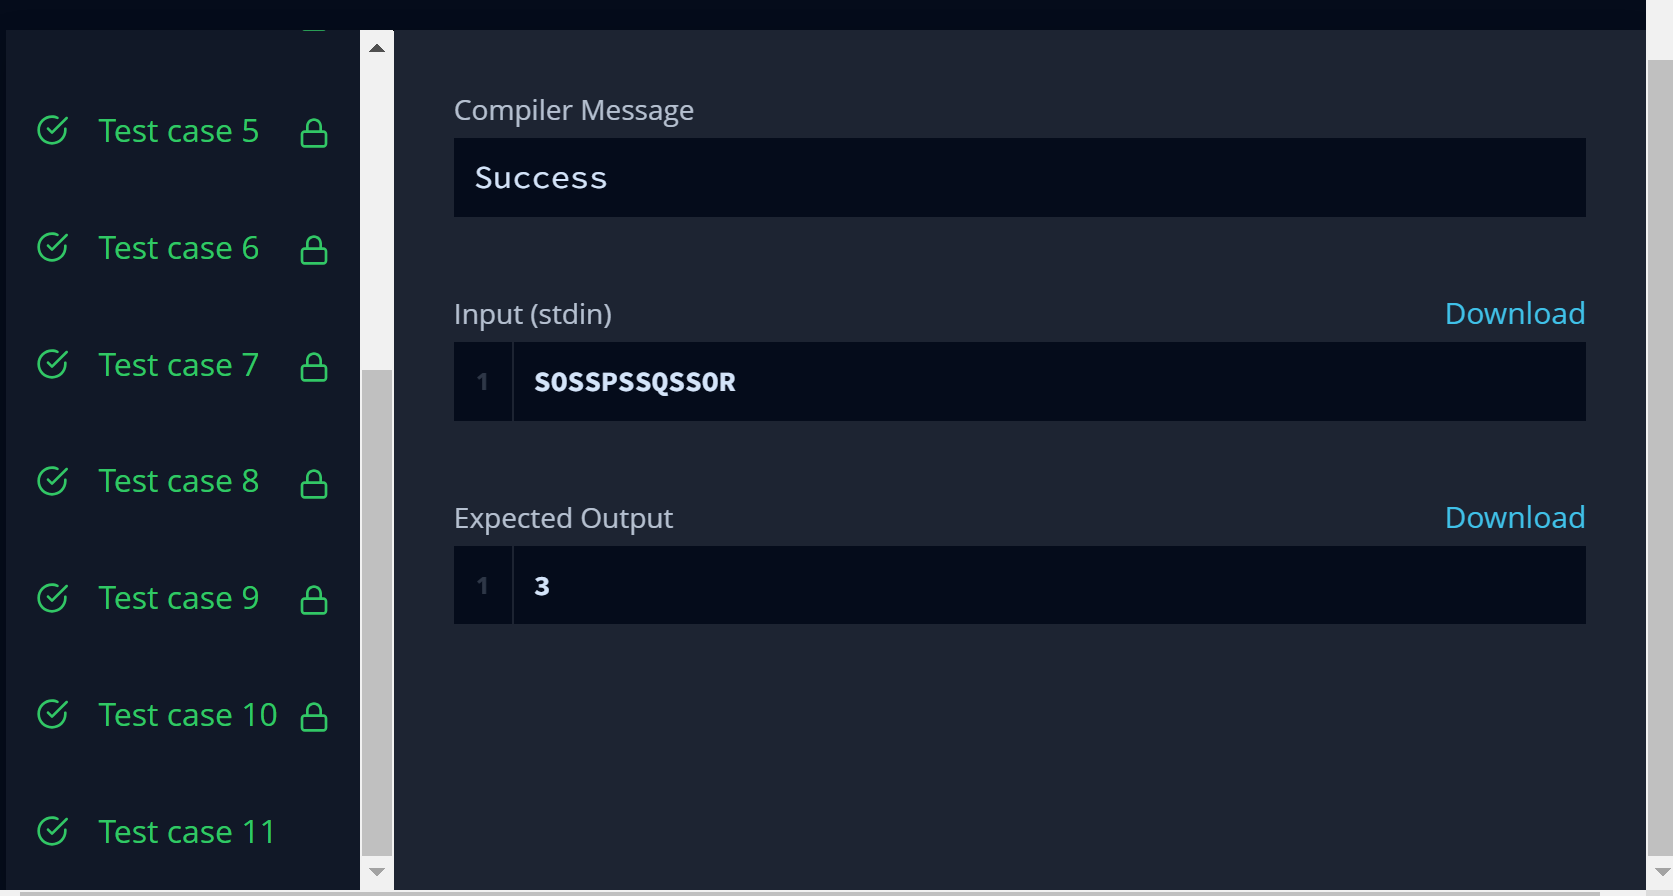 Test case 5
Test case 6
Test case 7
Test case 8
Test case 9
Test case 10
Test case 11
Compiler Message
Success
Input (stdin)
Download
1
SOSSPSSQSSOR
Expected Output
Download
1
3